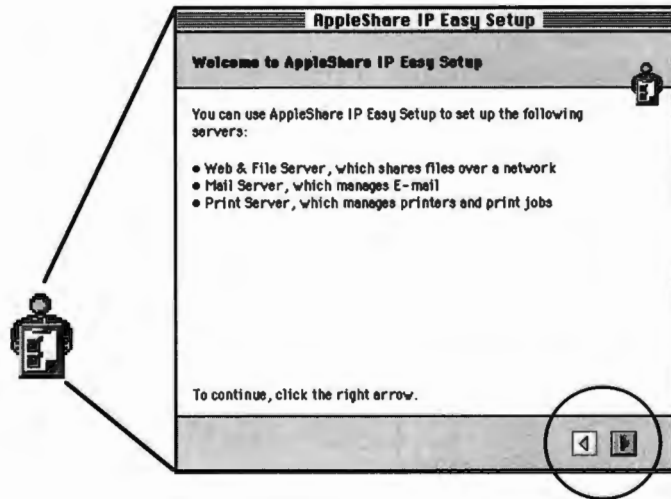 AppleShare IP Easy Setup
Welcome to AppleShare IP Easy Setup
You can use AppleShare IP Easy Setup to set up the following
servers:
● Web & File Server, which shares files over a network
● Mail Server, which manages E-mail
● Print Server, which manages printers and print jobs
To continue, click the right arrow.